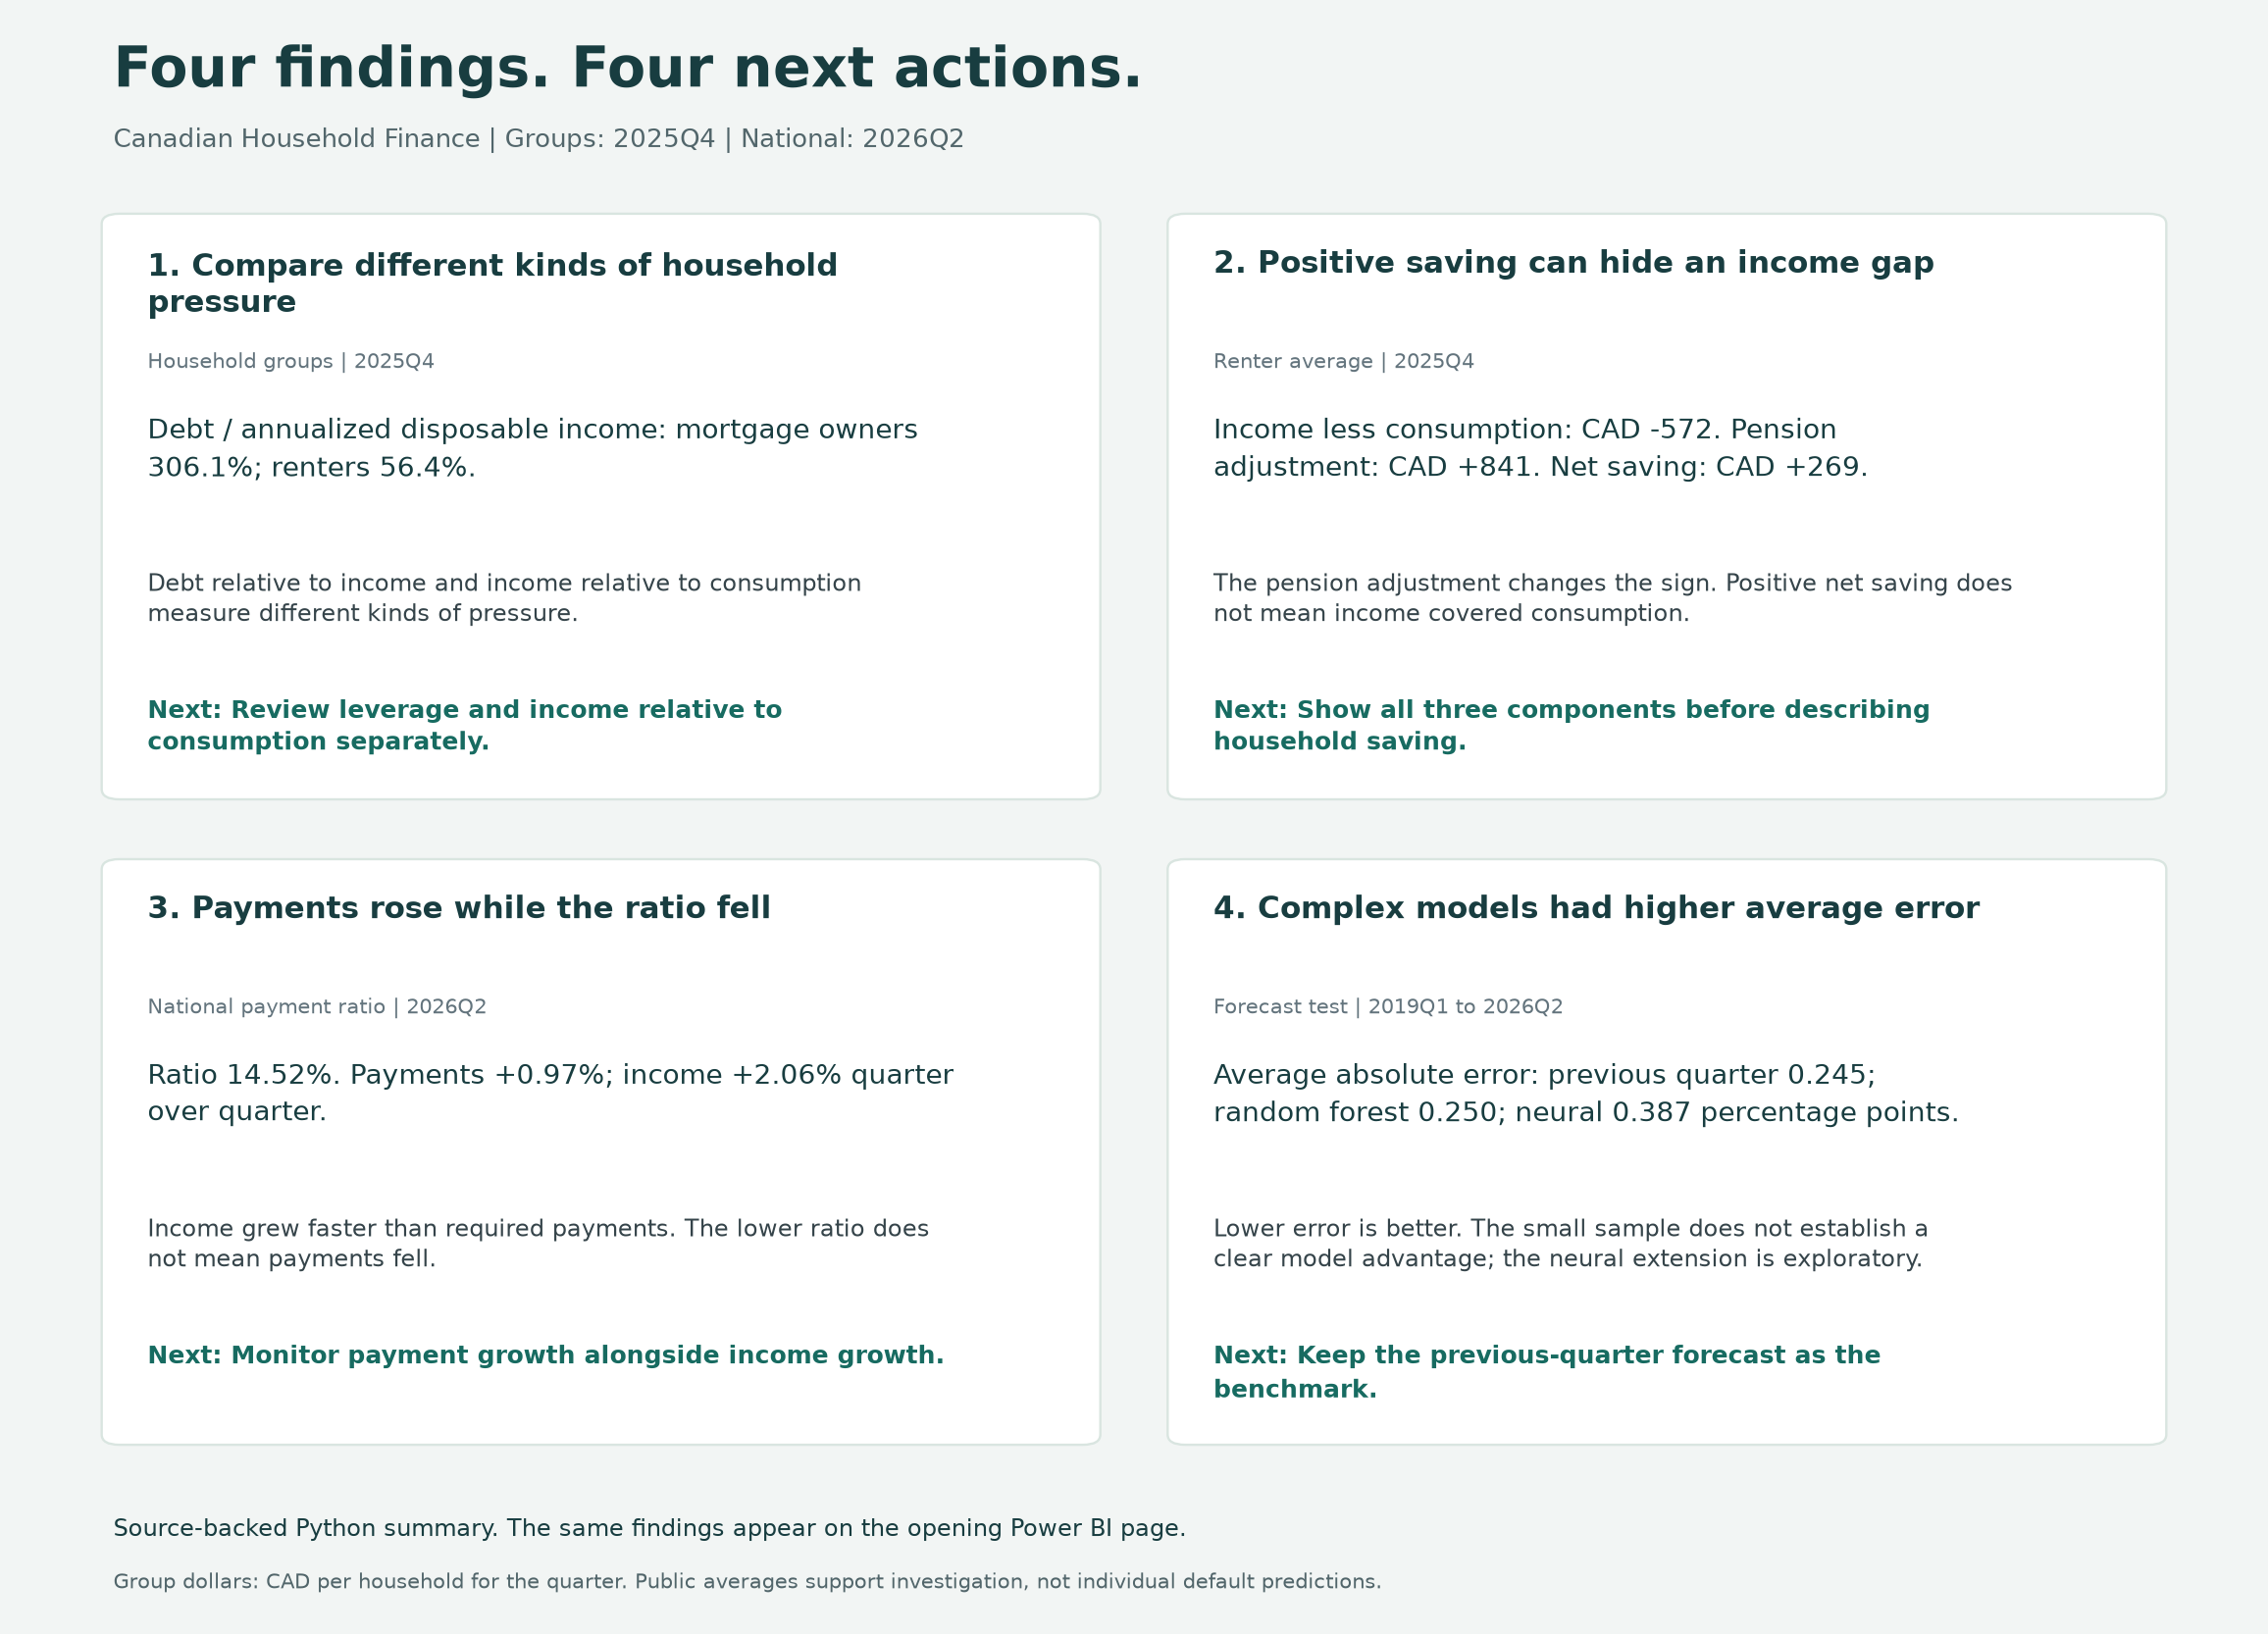 Four findings. Four next actions.
Canadian Household Finance | Groups: 2025Q4 | National: 2026Q2
1. Compare different kinds of household
pressure
Household groups | 2025Q4
Debt / annualized disposable income: mortgage owners
306.1%; renters 56.4%.
Debt relative to income and income relative to consumption
measure different kinds of pressure.
Next: Review leverage and income relative to
consumption separately.
2. Positive saving can hide an income gap
Renter average | 2025Q4
Income less consumption: CAD -572. Pension
adjustment: CAD +841. Net saving: CAD +269.
The pension adjustment changes the sign. Positive net saving does
not mean income covered consumption.
Next: Show all three components before describing
household saving.
3. Payments rose while the ratio fell
National payment ratio | 2026Q2
Ratio 14.52%. Payments +0.97%; income +2.06% quarter
over quarter.
Income grew faster than required payments. The lower ratio does
not mean payments fell.
Next: Monitor payment growth alongside income growth.
4. Complex models had higher average error
Forecast test | 2019Q1 to 2026Q2
Average absolute error: previous quarter 0.245;
random forest 0.250; neural 0.387 percentage points.
Lower error is better. The small sample does not establish a
clear model advantage; the neural extension is exploratory.
Next: Keep the previous-quarter forecast as the
benchmark.
Source-backed Python summary. The same findings appear on the opening Power BI page.
Group dollars: CAD per household for the quarter. Public averages support investigation, not individual default predictions.